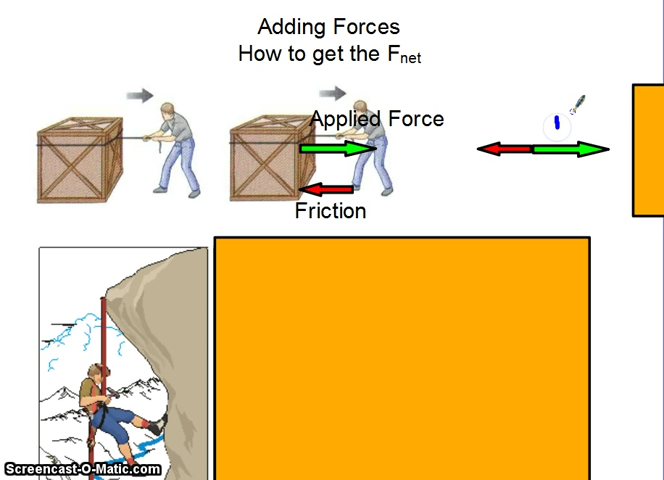 Adding Forces
How to get the Fnet
Applied Force
Friction
Screencast-O-Matic.com